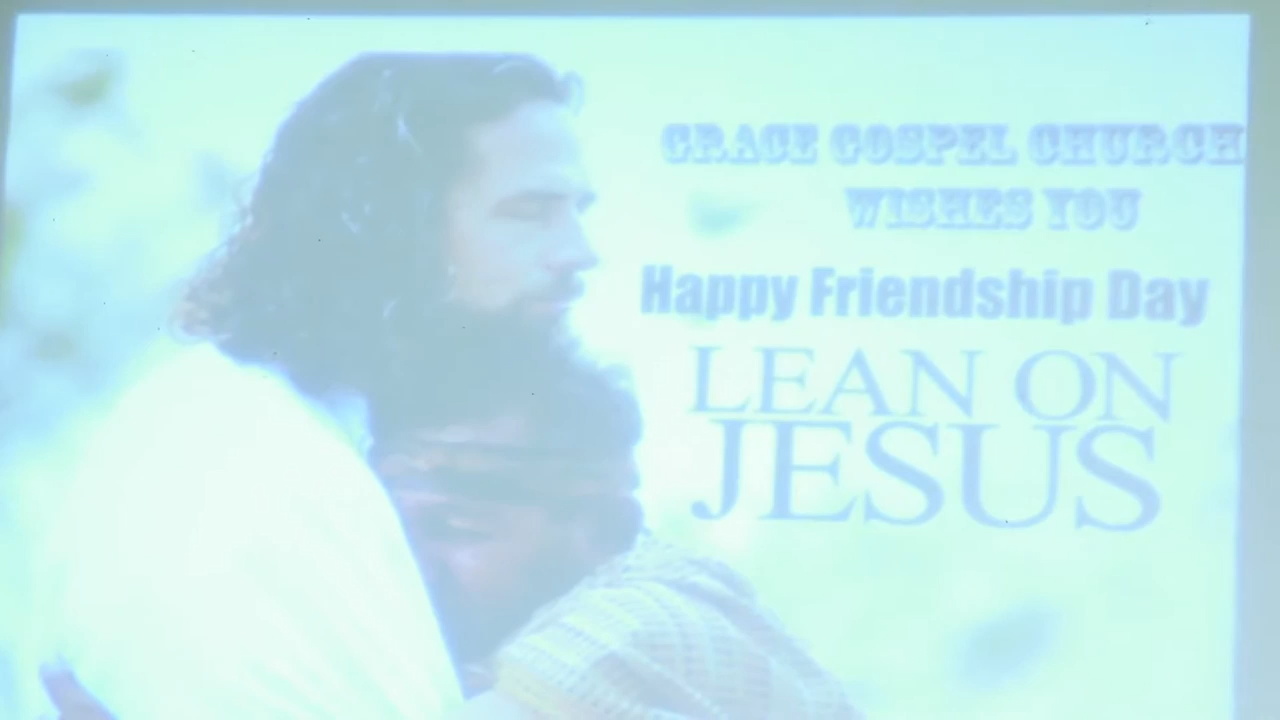 GRACE GOSPEL CHURCH
WISHES YOU
Happy Friendship Day
LEAN ON
JESUS